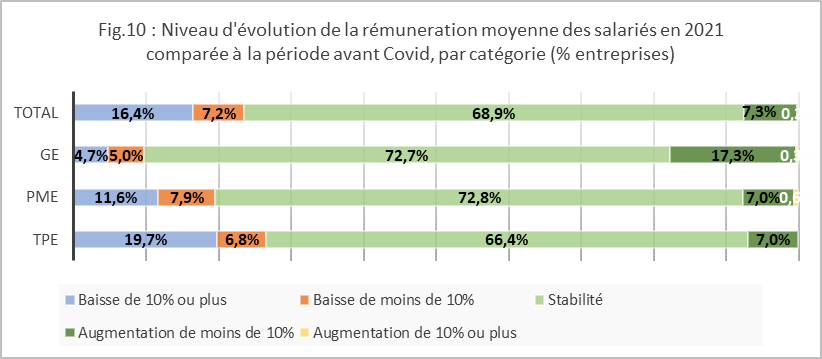 Fig.10 : Niveau d'évolution de la rémuneration moyenne des salariés en 2021
comparée à la période avant Covid, par catégorie (% entreprises)
TOTAL 16,4% 7,2% 68,9% 7,3%
GE 4,7% 5,0% 72,7% 17,3%
PME 11,6% 7,9% 72,8% 7,0%
TPE 19,7% 6,8% 66,4% 7,0%
Baisse de 10% ou plus Baisse de moins de 10% Stabilité
Augmentation de moins de 10% Augmentation de 10% ou plus